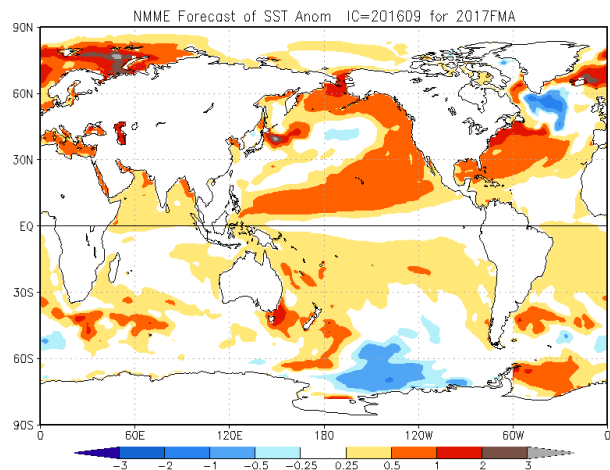 NMME Forecast of SST Anom IC=201609 for 2017FMA
90N
60N
30N
EQ
30S
60S
90S
0 60E 120E 180 120W 60W 0
-3 -2 -1 -0.5 -0.25 0.25 0.5 1 2 3